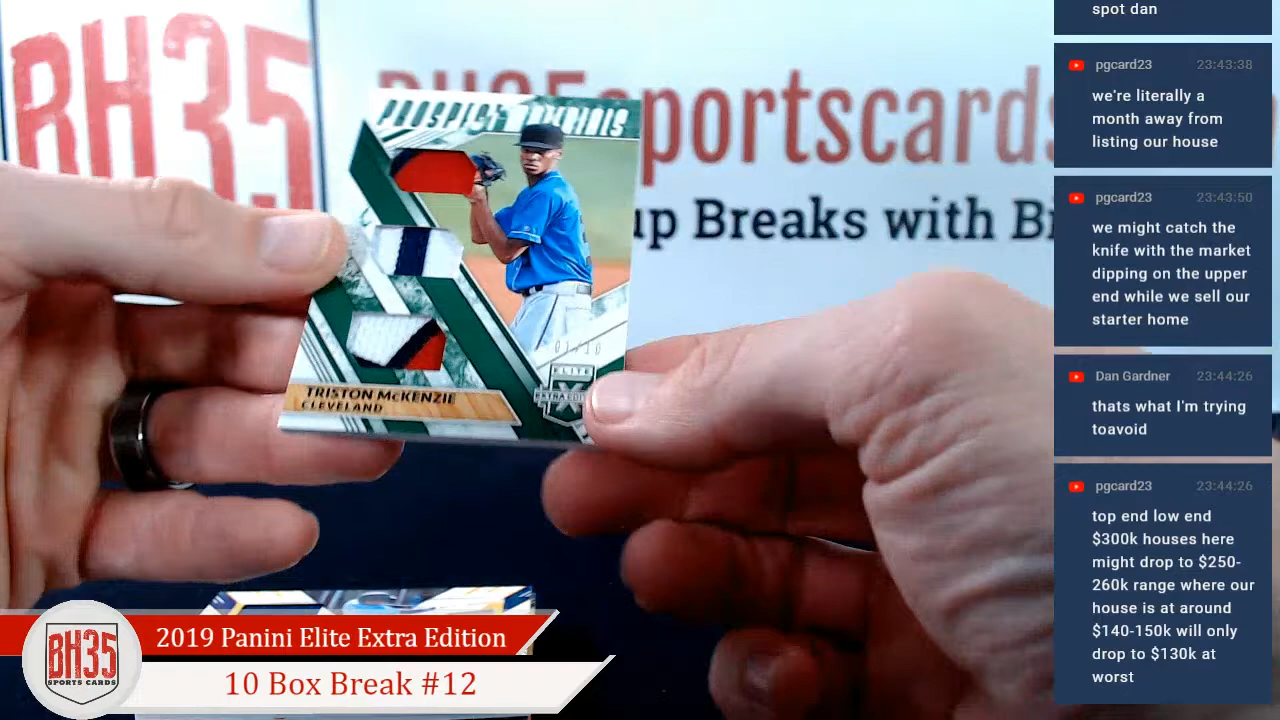 BH35
BH35sportscards
up Breaks with B
PROSPECT MATERIALS
01/10
ELITE
EXTRA EDITION
TRISTON McKENZIE
CLEVELAND
BH35
SPORTS CARDS
2019 Panini Elite Extra Edition
10 Box Break #12
spot dan
pgcard23 23:43:38
we're literally a
month away from
listing our house
pgcard23 23:43:50
we might catch the
knife with the market
dipping on the upper
end while we sell our
starter home
Dan Gardner 23:44:26
thats what I'm trying
toavoid
pgcard23 23:44:26
top end low end
$300k houses here
might drop to $250-
260k range where our
house is at around
$140-150k will only
drop to $130k at
worst